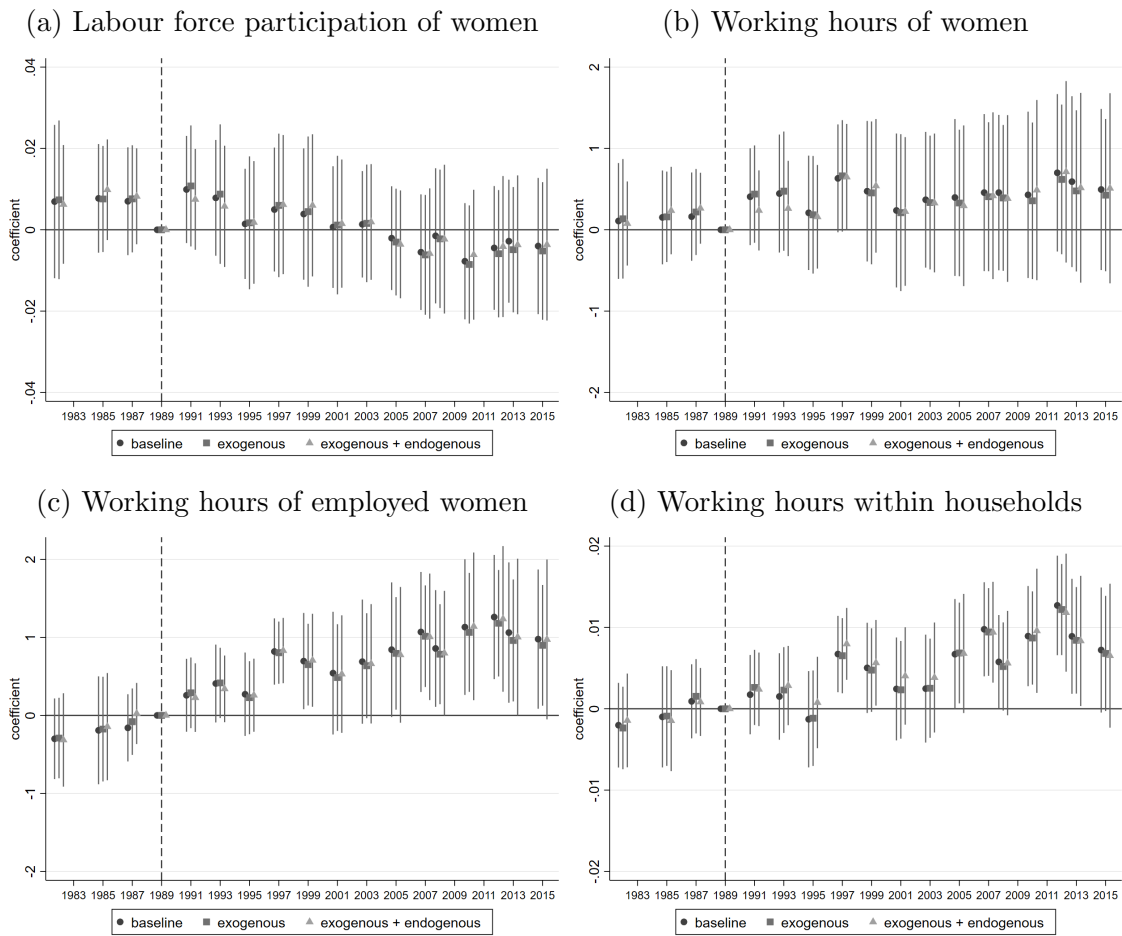 (a) Labour force participation of women
.04
.02
0
-.02
-.04
coefficient
1983 1985 1987 1989 1991 1993 1995 1997 1999 2001 2003 2005 2007 2009 2011 2013 2015
baseline exogenous exogenous + endogenous
(b) Working hours of women
2
1
0
-1
-2
coefficient
1983 1985 1987 1989 1991 1993 1995 1997 1999 2001 2003 2005 2007 2009 2011 2013 2015
baseline exogenous exogenous + endogenous
(c) Working hours of employed women
2
1
0
-1
-2
coefficient
1983 1985 1987 1989 1991 1993 1995 1997 1999 2001 2003 2005 2007 2009 2011 2013 2015
baseline exogenous exogenous + endogenous
(d) Working hours within households
.02
.01
0
-.01
-.02
coefficient
1983 1985 1987 1989 1991 1993 1995 1997 1999 2001 2003 2005 2007 2009 2011 2013 2015
baseline exogenous exogenous + endogenous